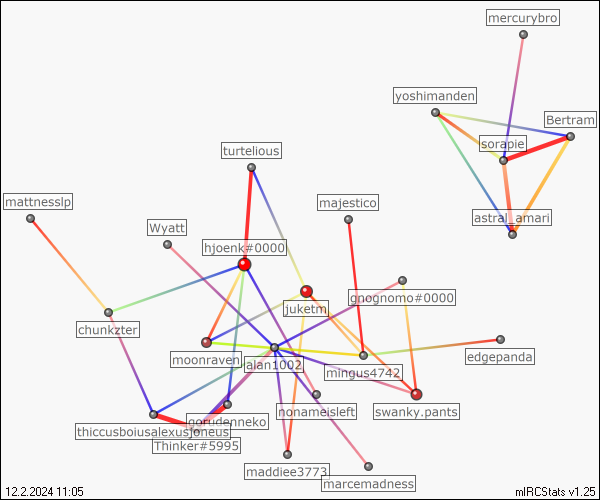 mercurybro
yoshimanden
Bertram
sorapie
turtelious
mattnesslp
majestico
astral_amari
Wyatt
hjoenk#0000
gnognomo#0000
juketm
chunkzter
moonraven
jalan1002
mingus4742
edgepanda
nonameisleft
swanky.pants
gorudenneko
thiccusboiusalexusjoneus
Thinker#5995
maddiee3773
marcemadness
12.2.2024 11:05
mIRCStats v1.25